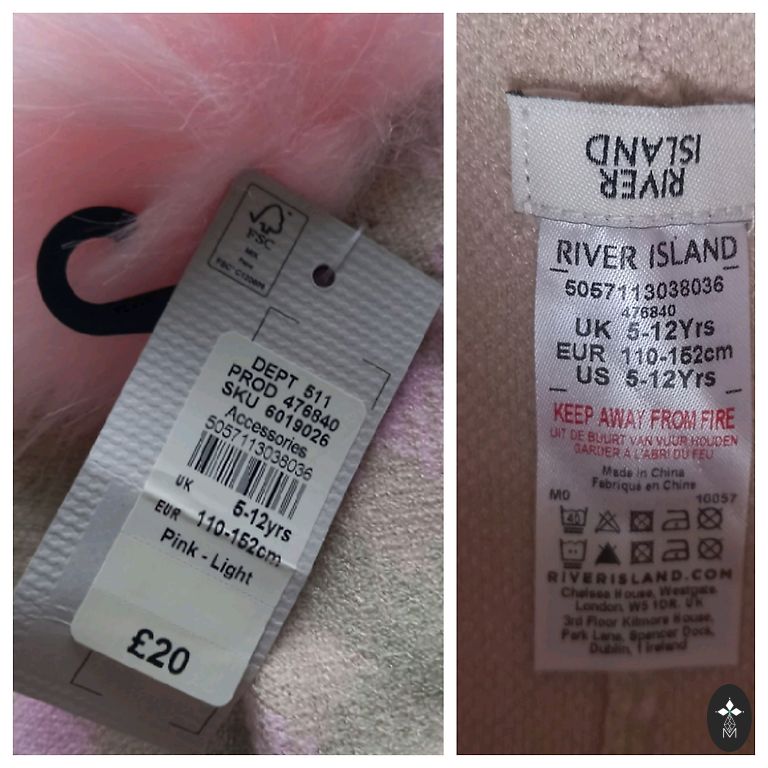 FSC
MIX
DEPT 511
PROD 476840
SKU 6019026
Accessories
5057113038036
UK 5-12yrs
EUR 110-152cm
Pink - Light
£20
RIVER
ISLAND
RIVER ISLAND
5057113038036
476840
UK 5-12Yrs
EUR 110-152cm
US 5-12Yrs
KEEP AWAY FROM FIRE
UIT DE BUURT VAN VUUR HOUDEN
GARDER À L'ABRI DU FEU
Made in China
Fabriqué en Chine
M0 16057
40
RIVERISLAND.COM
Chelsea House, Westgate,
London, W5 1DR. UK
3rd Floor Kilmore House,
Park Lane, Spencer Dock,
Dublin, Ireland
M